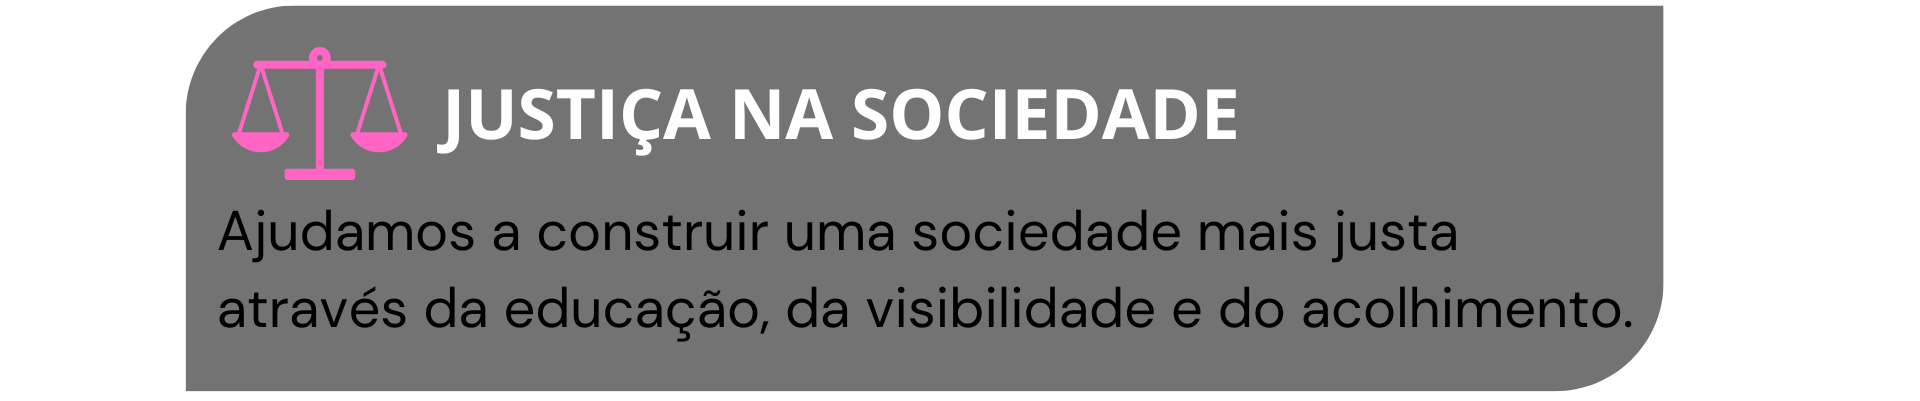 JUSTIÇA NA SOCIEDADE
Ajudamos a construir uma sociedade mais justa
através da educação, da visibilidade e do acolhimento.